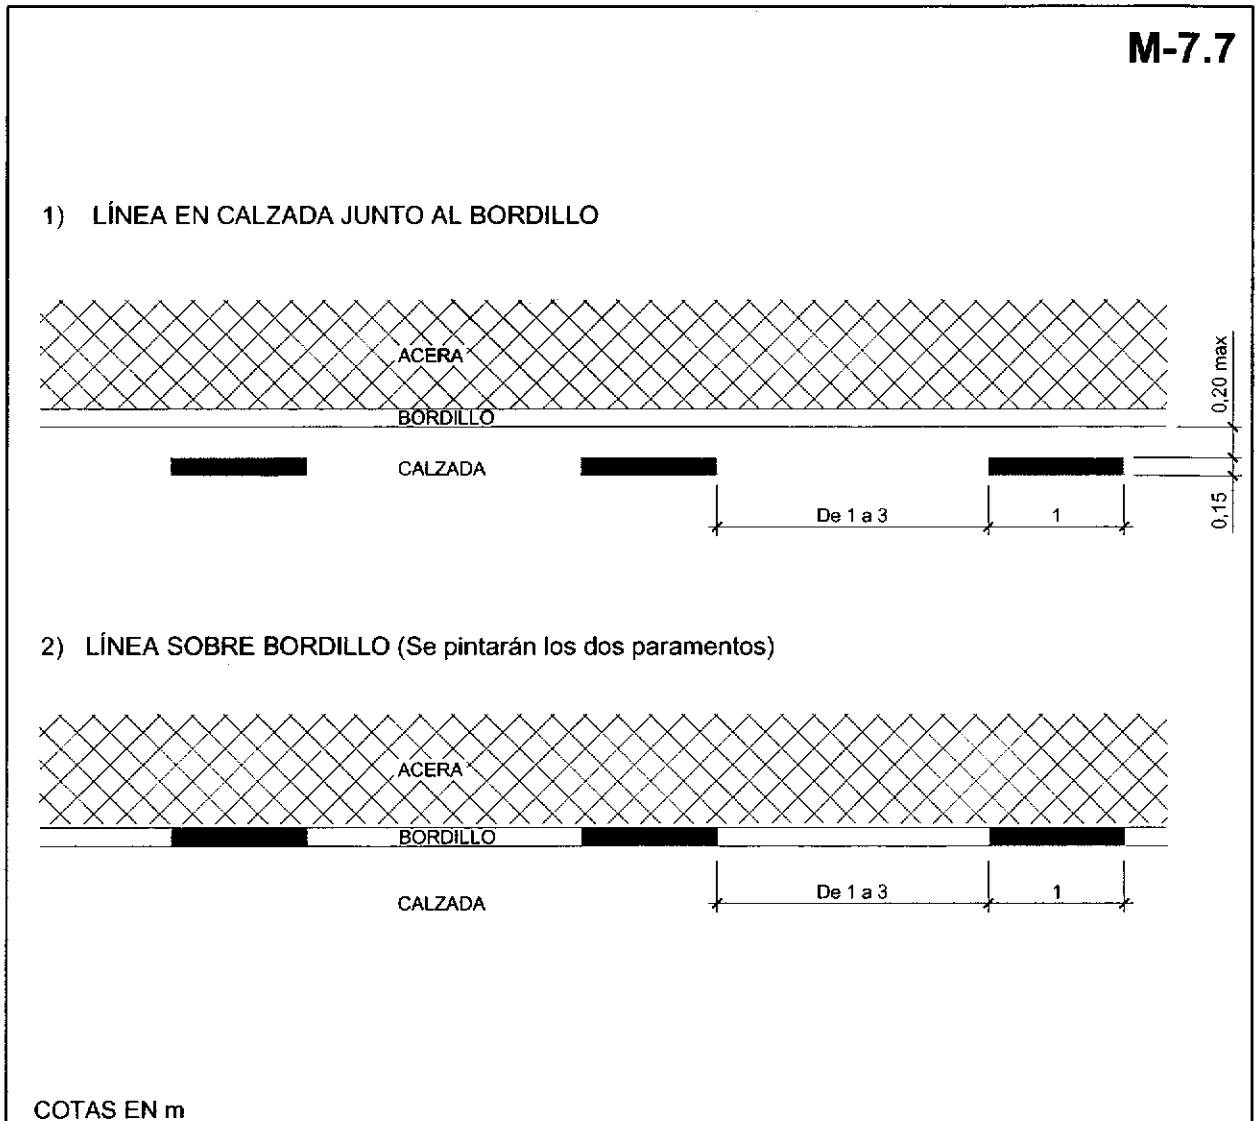 M-7.7
1) LÍNEA EN CALZADA JUNTO AL BORDILLO
ACERA
0,20 max
BORDILLO
CALZADA
De 1 a 3
1
0,15
2) LÍNEA SOBRE BORDILLO (Se pintarán los dos paramentos)
ACERA
BORDILLO
De 1 a 3
1
CALZADA
COTAS EN m